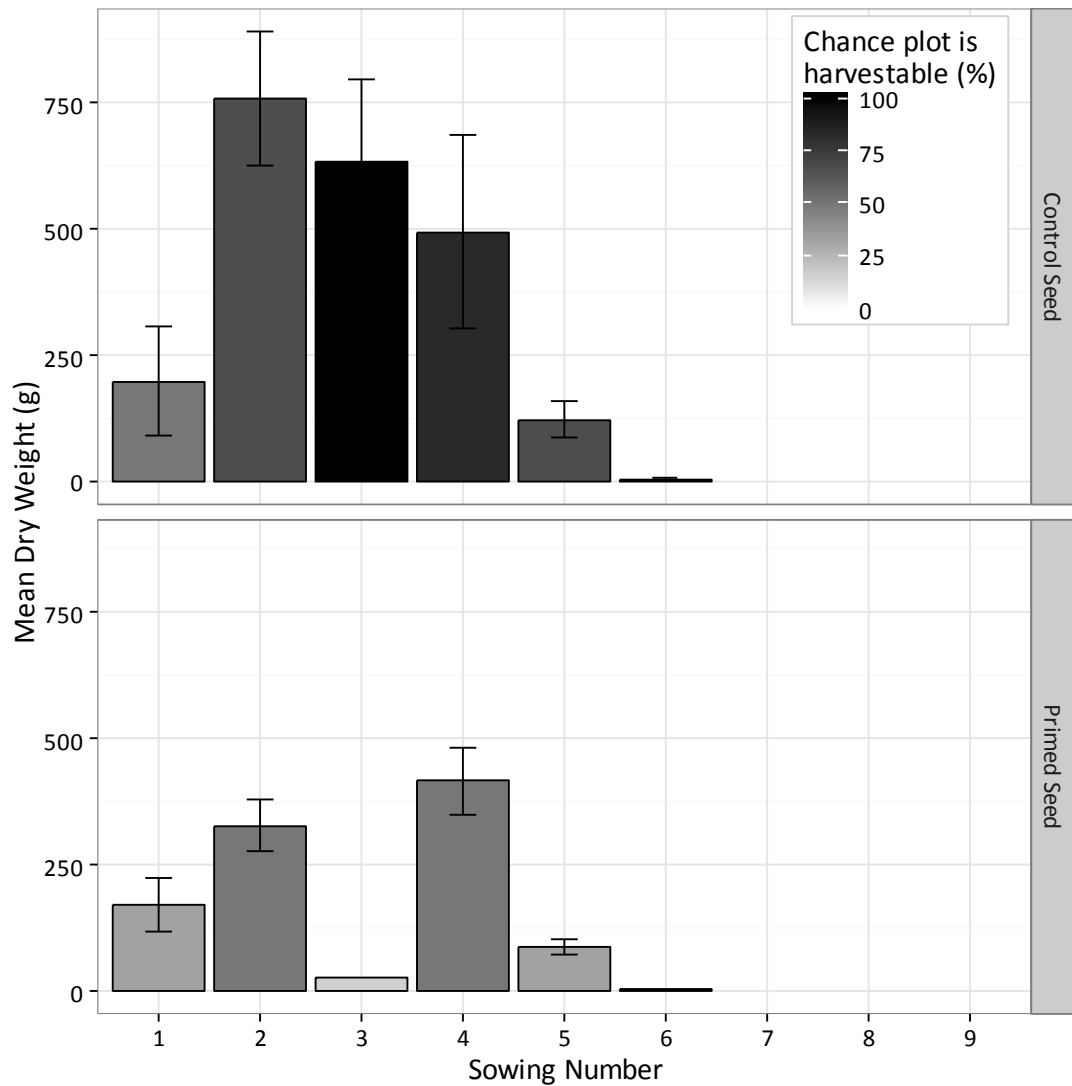 Chance plot is
harvestable (%)
100
75
50
25
0
750
500
250
0
Control Seed
Mean Dry Weight (g)
750
500
250
0
Primed Seed
1 2 3 4 5 6 7 8 9
Sowing Number